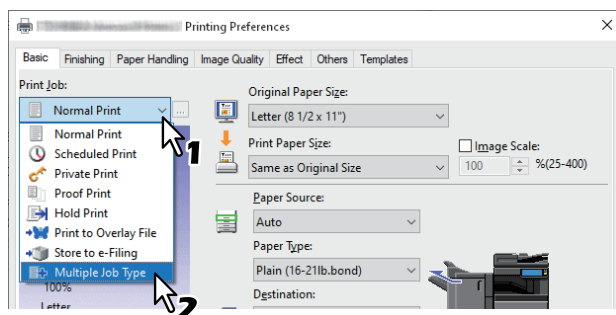 Printing Preferences
Basic Finishing Paper Handling Image Quality Effect Others Templates
Print Job:
Normal Print ...
1
Normal Print
Scheduled Print
Private Print
Proof Print
Hold Print
Print to Overlay File
Store to e-Filing
Multiple Job Type
2
100%
Letter
Original Paper Size:
Letter (8 1/2 x 11")
Print Paper Size:
Same as Original Size
Image Scale:
100 %(25-400)
Paper Source:
Auto
Paper Type:
Plain (16-21lb.bond)
Destination: